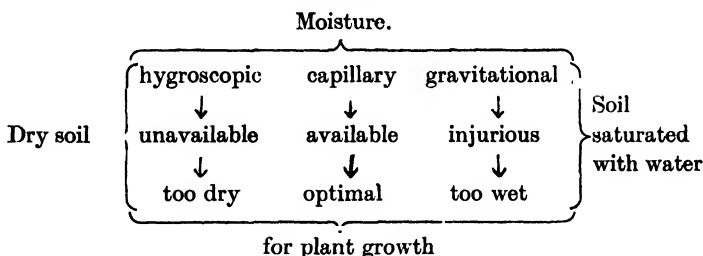 Moisture.
hygroscopic capillary gravitational
↓ ↓ ↓
Dry soil unavailable available injurious Soil saturated with water
↓ ↓ ↓
too dry optimal too wet
for plant growth